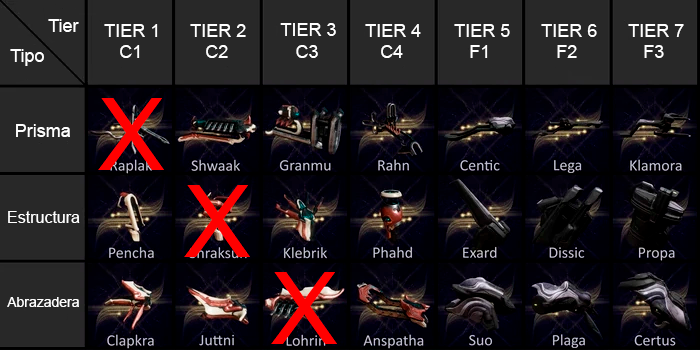 Tier
Tipo
TIER 1
C1
TIER 2
C2
TIER 3
C3
TIER 4
C4
TIER 5
F1
TIER 6
F2
TIER 7
F3
Prisma
Raplak
Shwaak
Granmu
Rahn
Centic
Lega
Klamora
Estructura
Pencha
Shraksun
Klebrik
Phahd
Exard
Dissic
Propa
Abrazadera
Clapkra
Juttni
Lohrin
Anspatha
Suo
Plaga
Certus